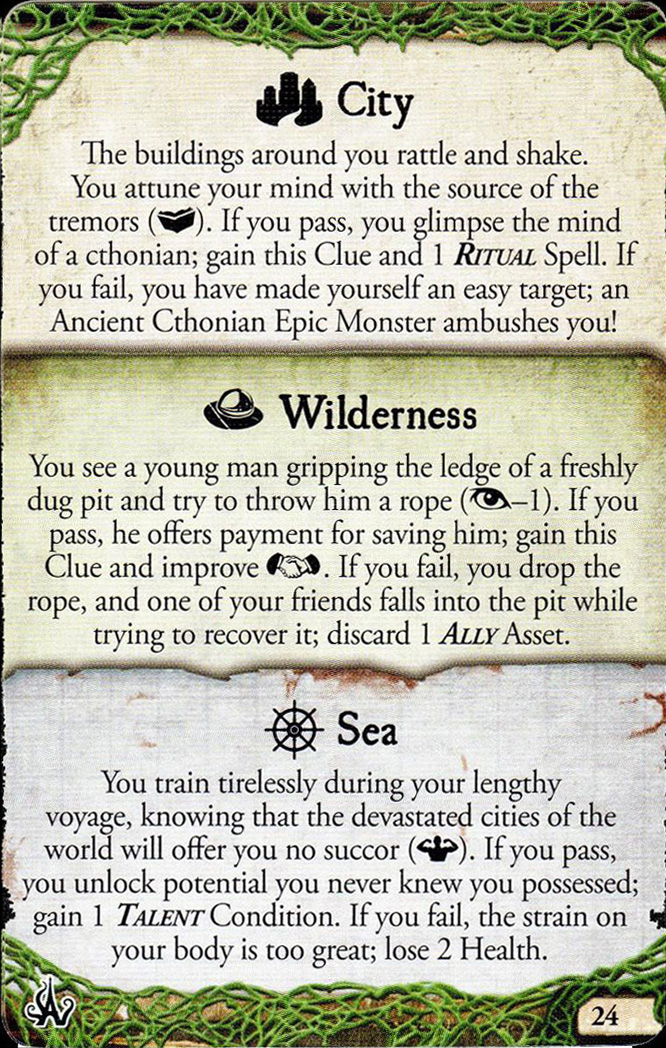 City
The buildings around you rattle and shake.
You attune your mind with the source of the
tremors ( ). If you pass, you glimpse the mind
of a cthonian; gain this Clue and 1 RITUAL Spell. If
you fail, you have made yourself an easy target; an
Ancient Cthonian Epic Monster ambushes you!
Wilderness
You see a young man gripping the ledge of a freshly
dug pit and try to throw him a rope ( –1). If you
pass, he offers payment for saving him; gain this
Clue and improve . If you fail, you drop the
rope, and one of your friends falls into the pit while
trying to recover it; discard 1 ALLY Asset.
Sea
You train tirelessly during your lengthy
voyage, knowing that the devastated cities of the
world will offer you no succor ( ). If you pass,
you unlock potential you never knew you possessed;
gain 1 TALENT Condition. If you fail, the strain on
your body is too great; lose 2 Health.
24